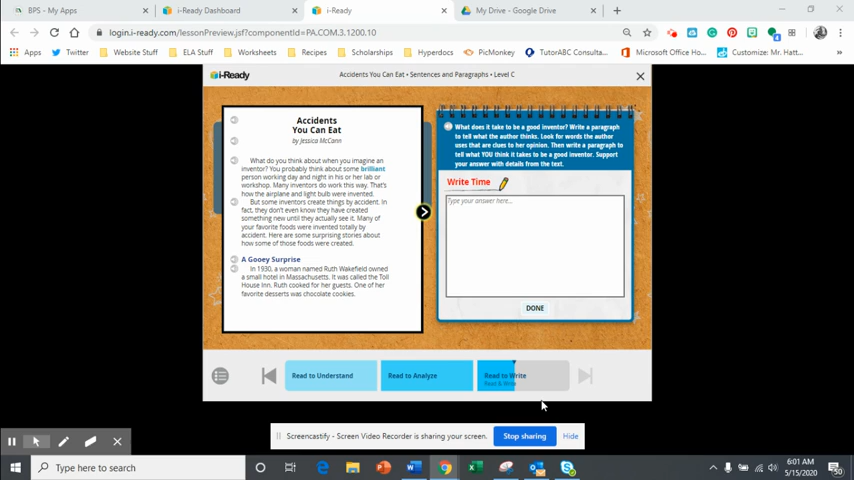 BPS - My Apps
i-Ready Dashboard
i-Ready
My Drive - Google Drive
login.i-ready.com/lessonPreview.jsf?componentId=PA.COM.3.1200.10
Apps
Twitter
Website Stuff
ELA Stuff
Worksheets
Recipes
Scholarships
Hyperdocs
PicMonkey
TutorABC Consulta...
Microsoft Office Ho...
Customize: Mr. Hatt...
i-Ready
Accidents You Can Eat • Sentences and Paragraphs • Level C
Accidents
You Can Eat
by Jessica McCann
What do you think about when you imagine an
inventor? You probably think about some brilliant
person working day and night in his or her lab or
workshop. Many inventors do work this way. That's
how the airplane and light bulb were invented.
But some inventors create things by accident. In
fact, they don't even know they have created
something new until they actually see it. Many of
your favorite foods were invented totally by
accident. Here are some surprising stories about
how some of those foods were created.
A Gooey Surprise
In 1930, a woman named Ruth Wakefield owned
a small hotel in Massachusetts. It was called the Toll
House Inn. Ruth cooked for her guests. One of her
favorite desserts was chocolate cookies.
What does it take to be a good inventor? Write a paragraph
to tell what the author thinks. Look for words the author
uses that are clues to her opinion. Then write a paragraph to
tell what YOU think it takes to be a good inventor. Support
your answer with details from the text.
Write Time
Type your answer here...
DONE
Read to Understand
Read to Analyze
Read to Write
Read & Write
Screencastify - Screen Video Recorder is sharing your screen.
Stop sharing
Hide
Type here to search
6:01 AM
5/15/2020
50